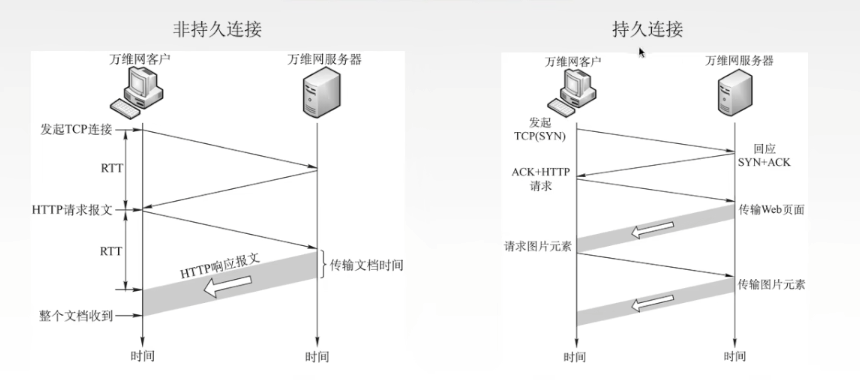 非持久连接
万维网客户
万维网服务器
发起TCP连接
RTT
HTTP请求报文
RTT
HTTP响应报文
传输文档时间
整个文档收到
时间
时间
持久连接
万维网客户
万维网服务器
发起
TCP(SYN)
回应
SYN+ACK
ACK+HTTP
请求
传输Web页面
请求图片元素
传输图片元素
时间
时间